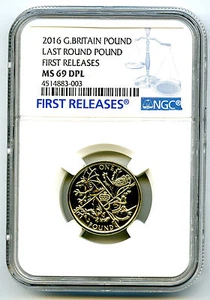 2016 G.BRITAIN POUND
LAST ROUND POUND
FIRST RELEASES
MS 69 DPL
4514883-003
FIRST RELEASES
NGC
ONE
POUND